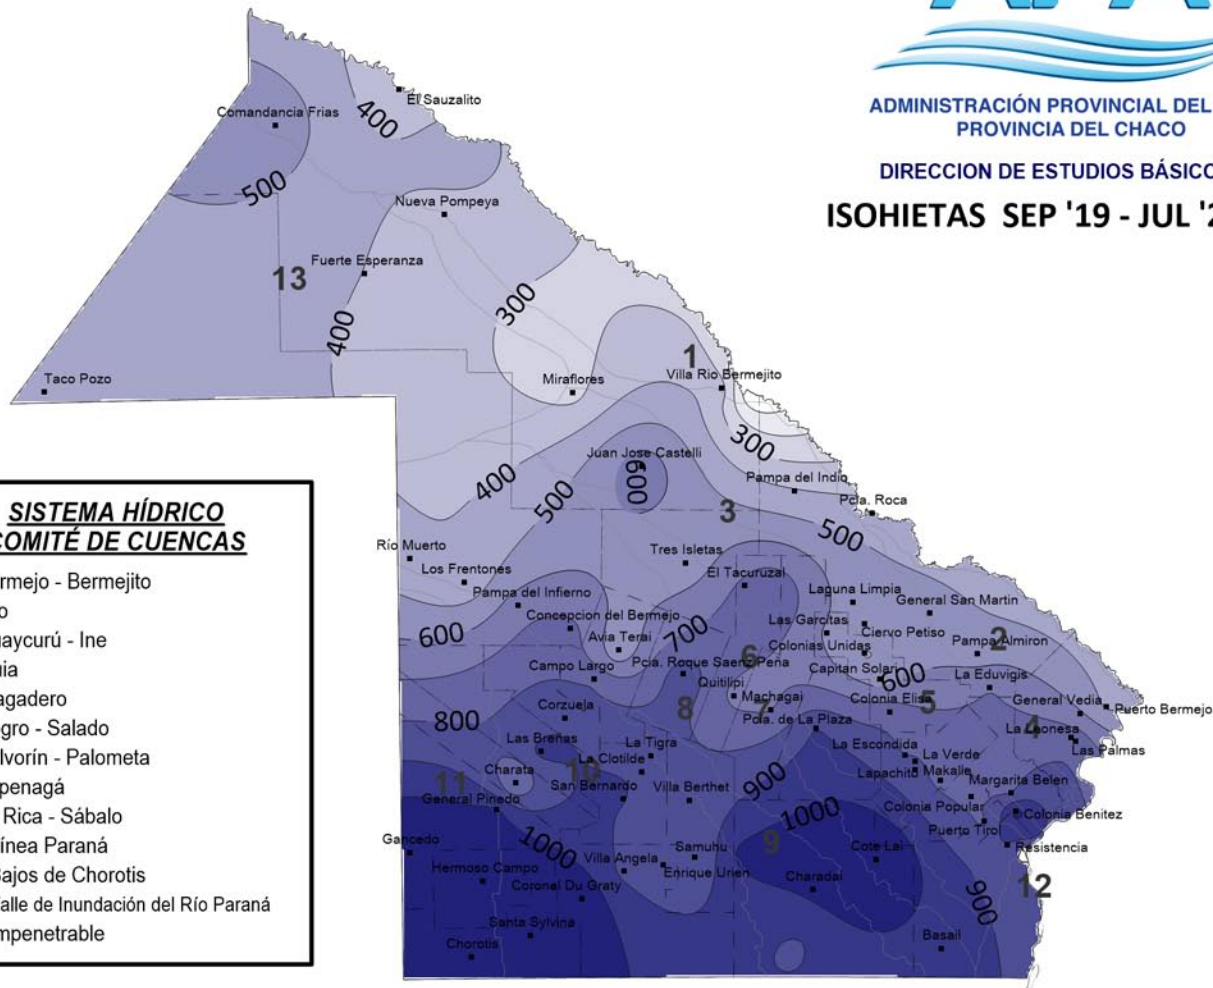 ADMINISTRACIÓN PROVINCIAL DEL
PROVINCIA DEL CHACO
DIRECCION DE ESTUDIOS BÁSICO
ISOHIETAS SEP '19 - JUL '2
El Sauzalito
Comandancia Frias
400
500
Nueva Pompeya
Fuerte Esperanza
13
300
400
1
Villa Rio Bermejito
Taco Pozo
Miraflores
300
Juan Jose Castelli
600
400
500
Pampa del Indio
Pcia. Roca
3
500
SISTEMA HÍDRICO
COMITÉ DE CUENCAS
rmejo - Bermejito
o
uaycurú - Ine
uia
agadero
gro - Salado
lvorín - Palometa
penagá
Rica - Sábalo
ínea Paraná
Bajos de Chorotis
alle de Inundación del Río Paraná
mpenetrable
Río Muerto
Tres Isletas
Los Frentones
El Tacuruzal
Pampa del Infierno
Laguna Limpia
General San Martin
Concepcion del Bermejo
Las Garcitas
Ciervo Petiso
600
700
Avia Terai
Colonias Unidas
2
Pampa Almiron
Campo Largo
Pcia. Roque Saenz Peña
6
Capitan Solari
600
La Eduvigis
Quitilipi
Machagai
Colonia Elisa
5
General Vedia
Puerto Bermejo
Corzuela
8
7
Pcia. de La Plaza
800
4
La Leonesa
Las Palmas
Las Breñas
La Tigra
La Escondida
La Verde
La Clotilde
Charata
10
11
Lapachito
Makalle
Margarita Belen
900
San Bernardo
Villa Berthet
General Pinedo
Colonia Popular
Colonia Benitez
1000
Puerto Tirol
1000
9
Gancedo
Samuhu
Cote Lai
Resistencia
Villa Angela
Enrique Urien
Hermoso Campo
Charadai
12
Coronel Du Graty
900
Santa Sylvina
Basail
Chorotis